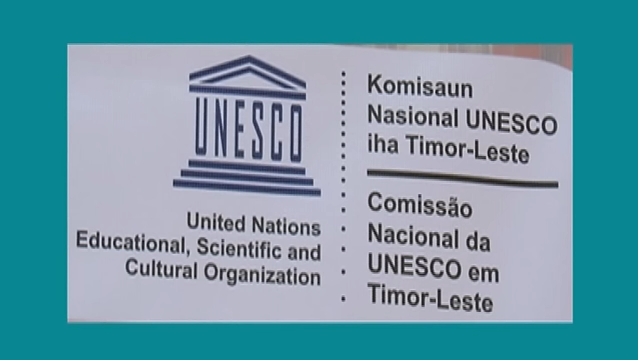 UNESCO
United Nations
Educational, Scientific and
Cultural Organization
Komisaun
Nasional UNESCO
iha Timor-Leste
Comissão
Nacional da
UNESCO em
Timor-Leste